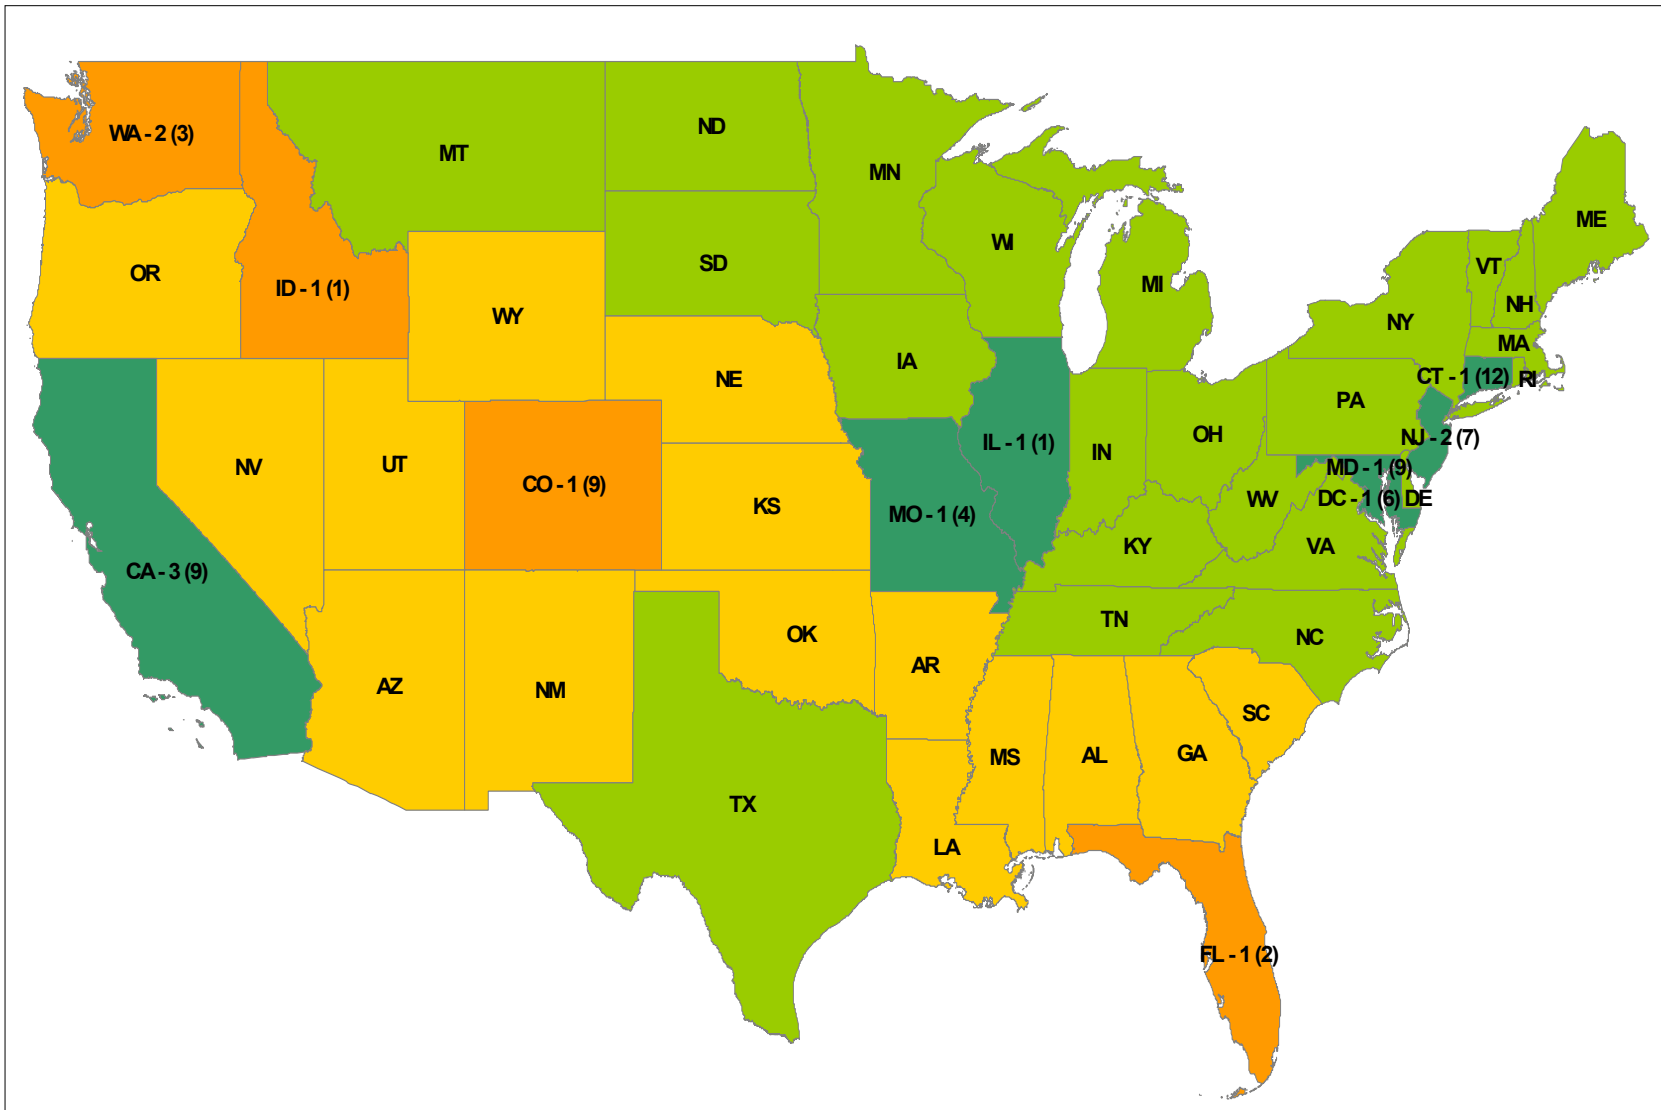 WA - 2 (3)
MT
ND
MN
ME
OR
ID - 1 (1)
WY
SD
WI
MI
VT
NH
NY
MA
NE
IA
CT - 1 (12)
RI
PA
NV
UT
CO - 1 (9)
KS
IL - 1 (1)
MO - 1 (4)
IN
OH
NJ - 2 (7)
MD - 1 (9)
WV
DC - 1 (6)
DE
KY
VA
CA - 3 (9)
TN
NC
OK
AR
AZ
NM
SC
MS
AL
GA
TX
LA
FL - 1 (2)